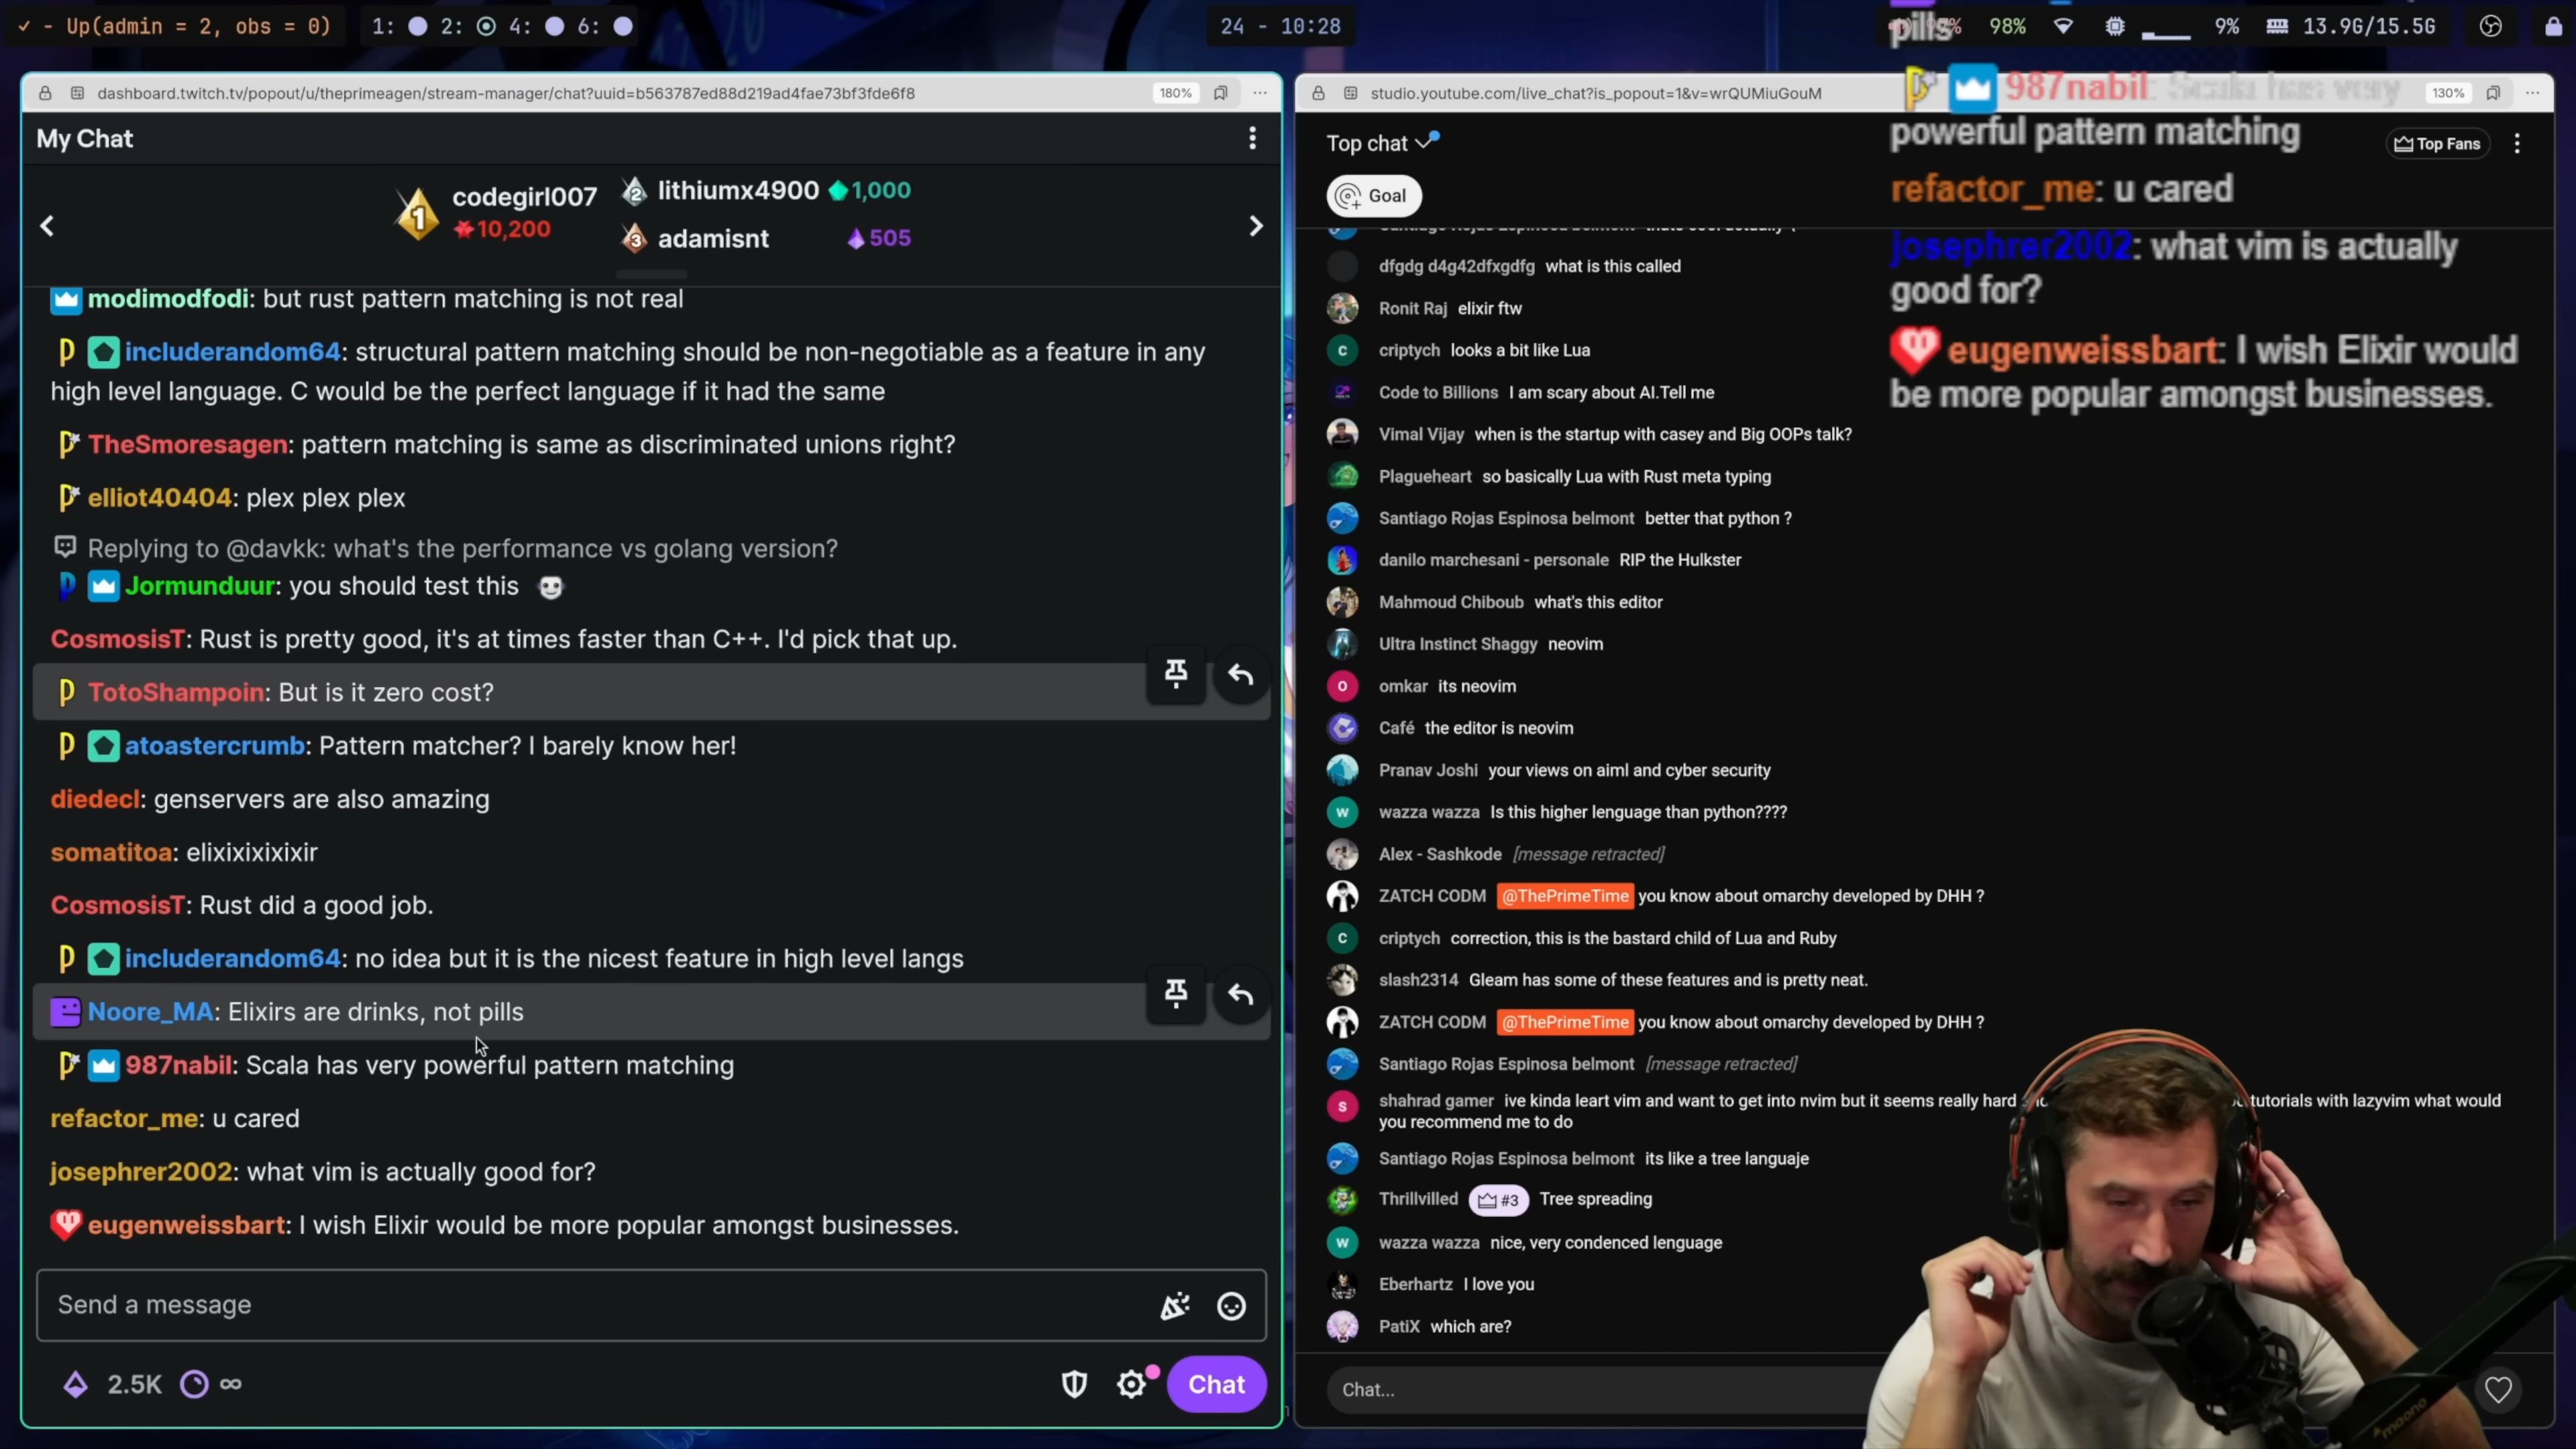 ✓ - Up(admin = 2, obs = 0)
1: 2: 4: 6:
24 - 10:28
98%
9%
13.9G/15.5G
dashboard.twitch.tv/popout/u/theprimeagen/stream-manager/chat?uuid=b563787ed88d219ad4fae73bf3fde6f8
180%
My Chat
1 codegirl007
10,200
2 lithiumx4900 1,000
3 adamisnt 505
modimodfodi: but rust pattern matching is not real
includerandom64: structural pattern matching should be non-negotiable as a feature in any
high level language. C would be the perfect language if it had the same
TheSmoresagen: pattern matching is same as discriminated unions right?
elliot40404: plex plex plex
Replying to @davkk: what's the performance vs golang version?
Jormunduur: you should test this
CosmosisT: Rust is pretty good, it's at times faster than C++. I'd pick that up.
TotoShampoin: But is it zero cost?
atoastercrumb: Pattern matcher? I barely know her!
diedecl: genservers are also amazing
somatitoa: elixixixixixir
CosmosisT: Rust did a good job.
includerandom64: no idea but it is the nicest feature in high level langs
Noore_MA: Elixirs are drinks, not pills
987nabil: Scala has very powerful pattern matching
refactor_me: u cared
josephrer2002: what vim is actually good for?
eugenweissbart: I wish Elixir would be more popular amongst businesses.
Send a message
2.5K ∞
Chat
studio.youtube.com/live_chat?is_popout=1&v=wrQUMiuGouM
130%
Top chat
Top Fans
Goal
dfgdg d4g42dfxgdfg what is this called
Ronit Raj elixir ftw
criptych looks a bit like Lua
Code to Billions I am scary about AI.Tell me
Vimal Vijay when is the startup with casey and Big OOPs talk?
Plagueheart so basically Lua with Rust meta typing
Santiago Rojas Espinosa belmont better that python ?
danilo marchesani - personale RIP the Hulkster
Mahmoud Chiboub what's this editor
Ultra Instinct Shaggy neovim
omkar its neovim
Café the editor is neovim
Pranav Joshi your views on aiml and cyber security
wazza wazza Is this higher lenguage than python????
Alex - Sashkode [message retracted]
ZATCH CODM @ThePrimeTime you know about omarchy developed by DHH ?
criptych correction, this is the bastard child of Lua and Ruby
slash2314 Gleam has some of these features and is pretty neat.
ZATCH CODM @ThePrimeTime you know about omarchy developed by DHH ?
Santiago Rojas Espinosa belmont [message retracted]
shahrad gamer ive kinda leart vim and want to get into nvim but it seems really hard tutorials with lazyvim what would
you recommend me to do
Santiago Rojas Espinosa belmont its like a tree languaje
Thrillvilled #3 Tree spreading
wazza wazza nice, very condenced lenguage
Eberhartz I love you
PatiX which are?
Chat...
pills
987nabil: Scala has very
powerful pattern matching
refactor_me: u cared
josephrer2002: what vim is actually
good for?
eugenweissbart: I wish Elixir would
be more popular amongst businesses.
maono